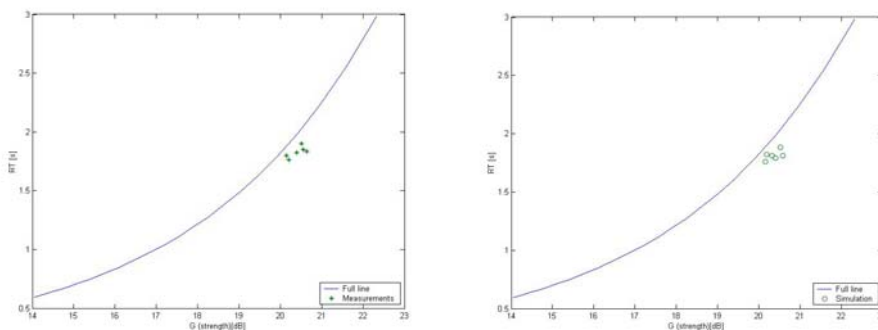 3
2.5
2
RT [s]
1.5
1
0.5
14 15 16 17 18 19 20 21 22 23
G (strength)[dB]
Full line
Measurements
3
2.5
2
RT [s]
1.5
1
0.5
14 15 16 17 18 19 20 21 22 23
G (strength)[dB]
Full line
Simulation